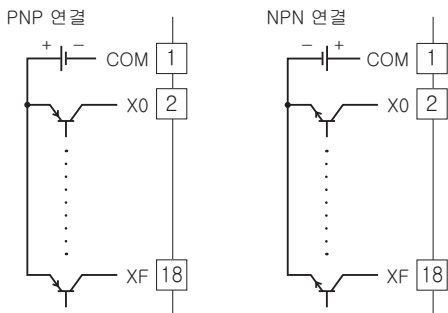 PNP 연결
+ − COM 1
X0 2
XF 18
NPN 연결
− + COM 1
X0 2
XF 18